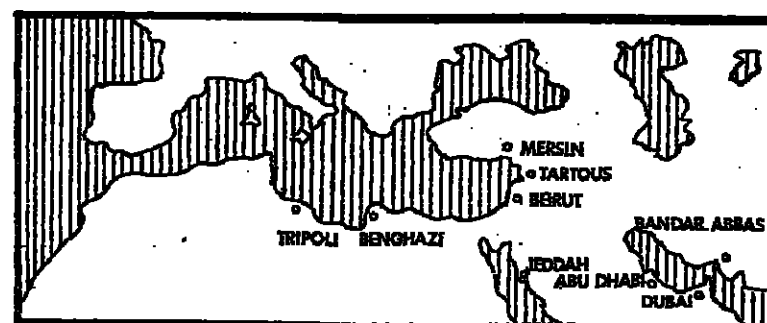 MERSIN
TARTOUS
BEIRUT
TRIPOLI BENGHAZI
BANDAR ABBAS
JEDDAH
ABU DHABI
DUBAI